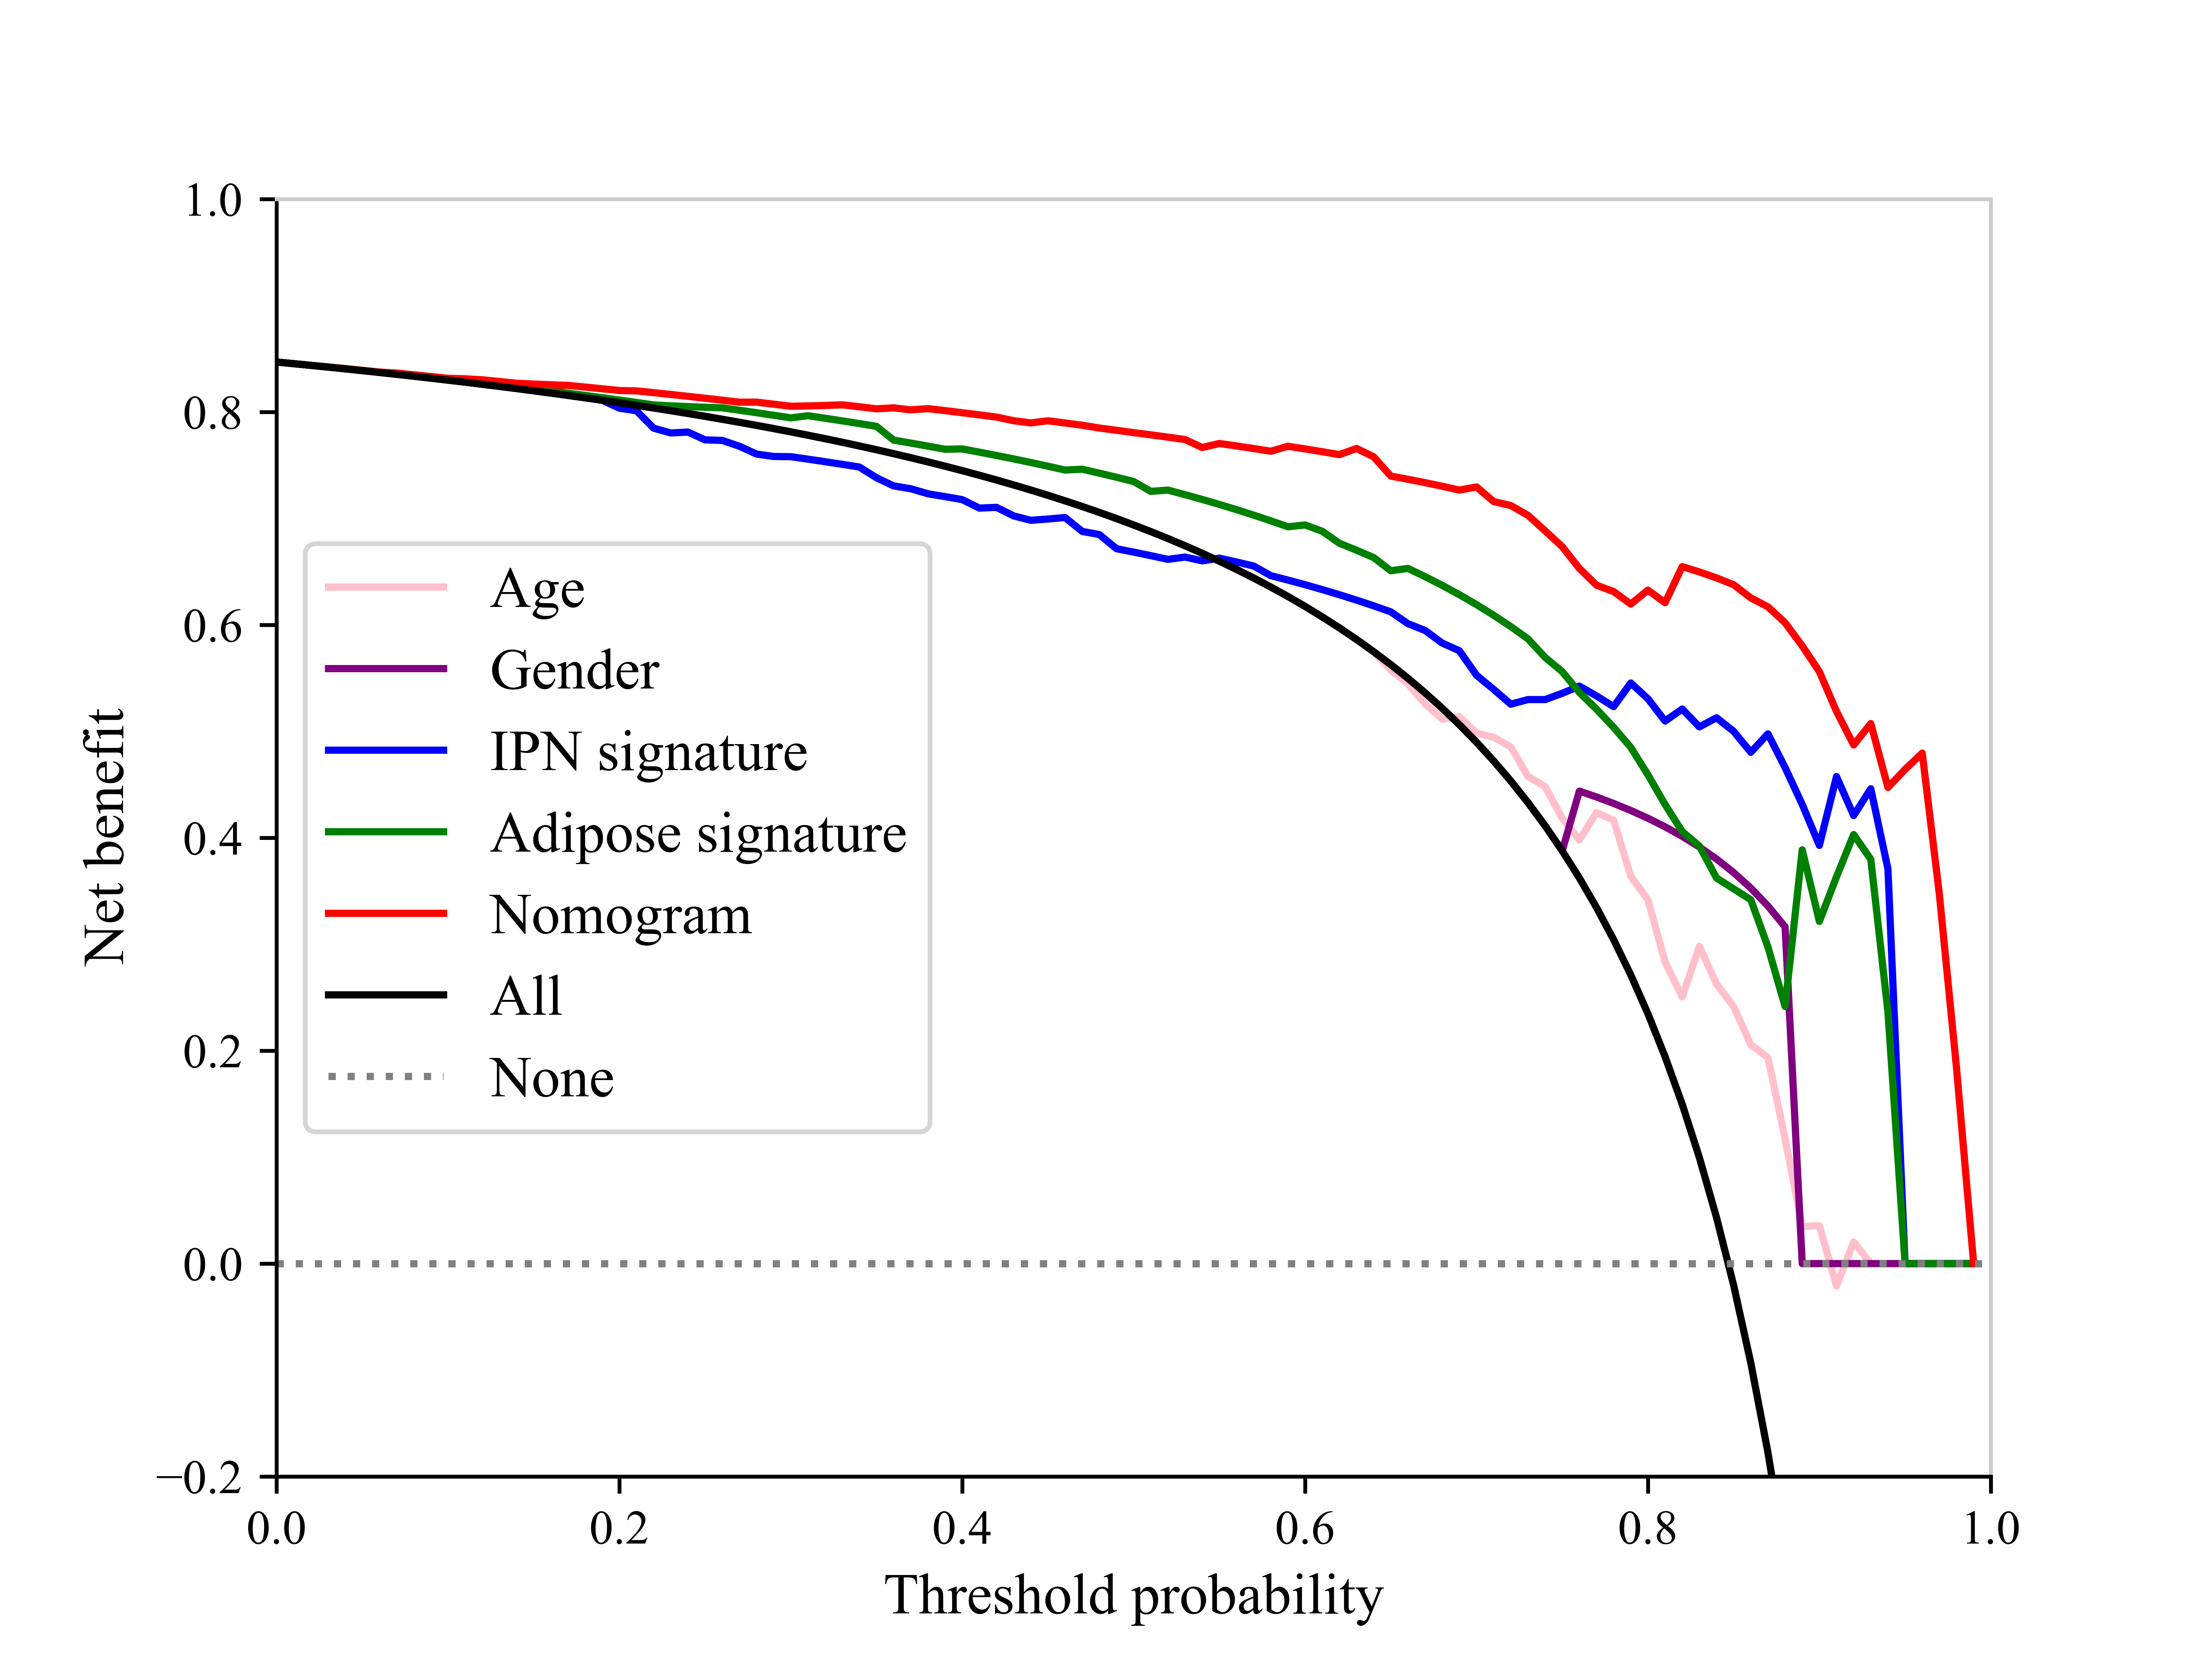 1.0
0.8
0.6
0.4
0.2
0.0
−0.2
Net benefit
Age
Gender
IPN signature
Adipose signature
Nomogram
All
None
0.0 0.2 0.4 0.6 0.8 1.0
Threshold probability